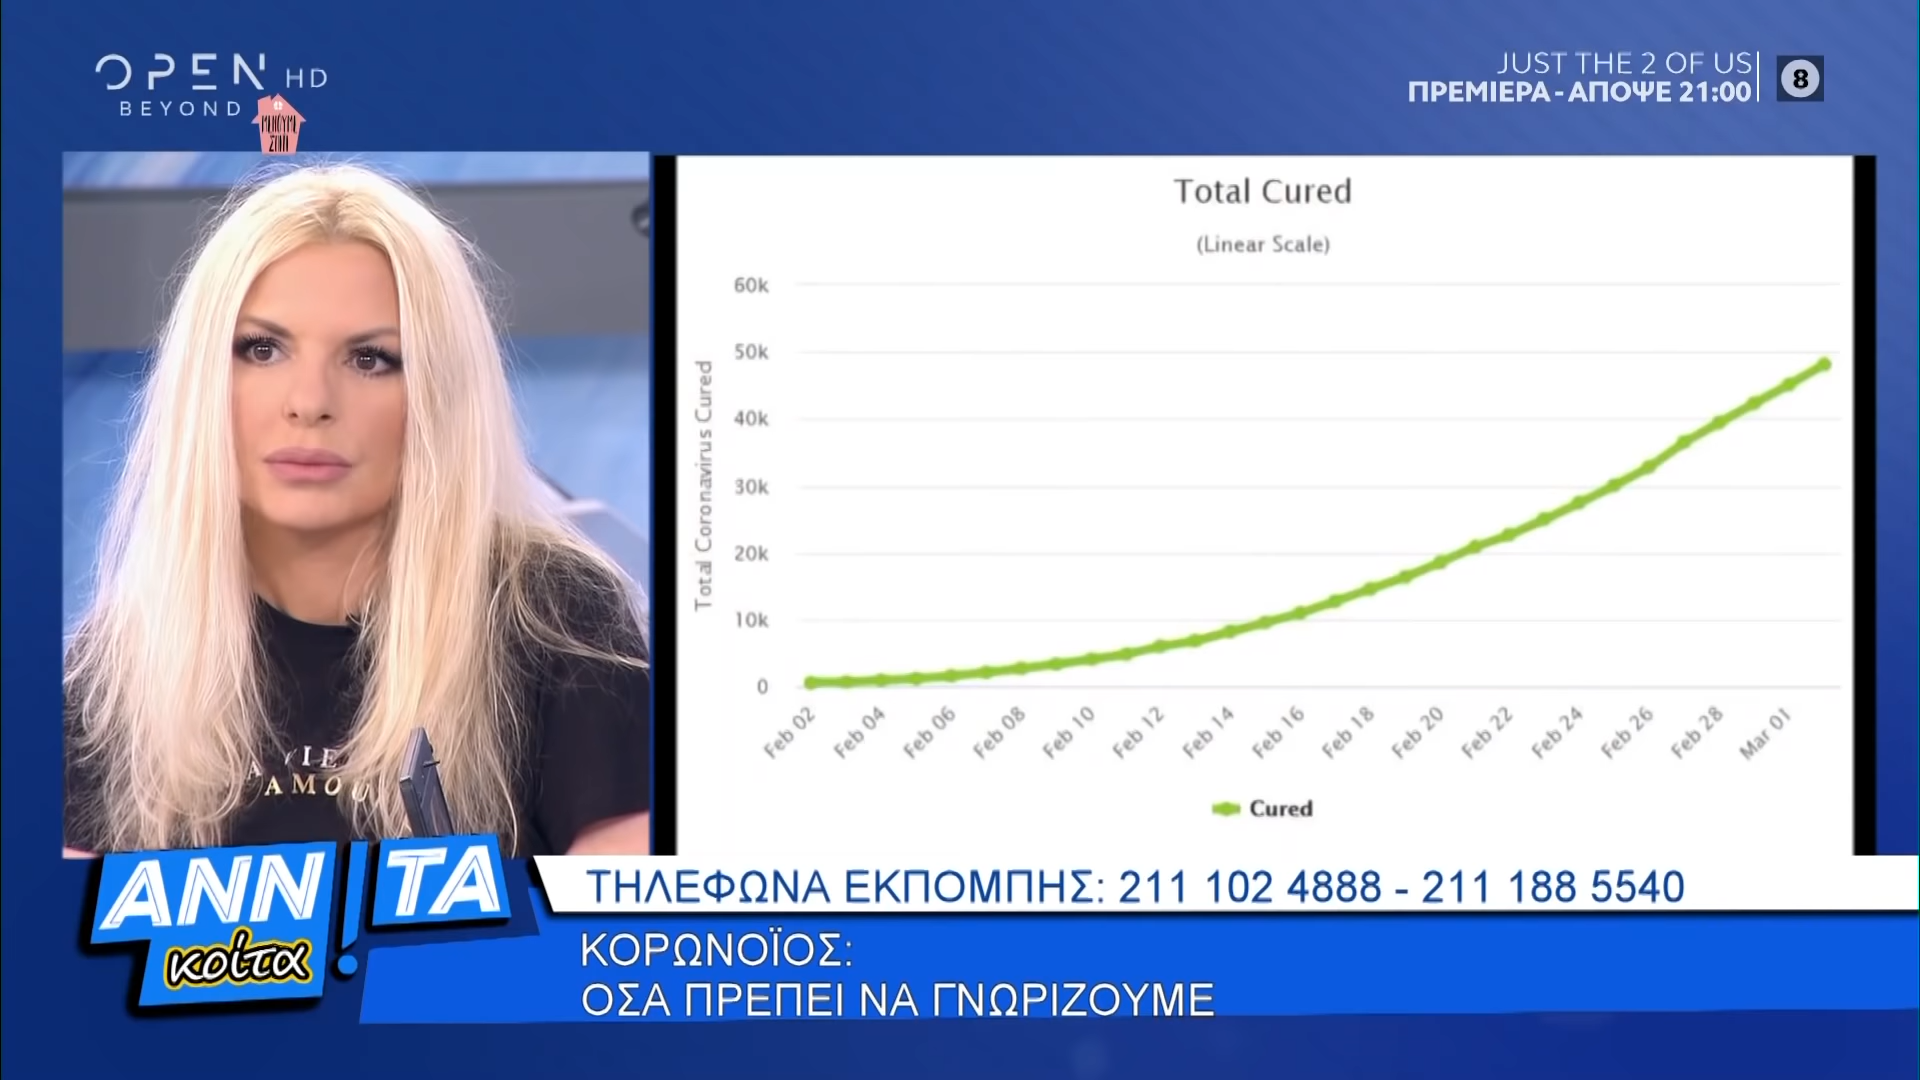 OPEN HD
BEYOND
ΜΕΝΟΥΜΕ
ΣΠΙΤΙ
JUST THE 2 OF US
ΠΡΕΜΙΕΡΑ - ΑΠΟΨΕ 21:00
8
Total Cured
(Linear Scale)
Total Coronavirus Cured
60k
50k
40k
30k
20k
10k
0
Feb 02
Feb 04
Feb 06
Feb 08
Feb 10
Feb 12
Feb 14
Feb 16
Feb 18
Feb 20
Feb 22
Feb 24
Feb 26
Feb 28
Mar 01
Cured
ΑΝΝΙΤΑ
κοίτα
ΤΗΛΕΦΩΝΑ ΕΚΠΟΜΠΗΣ: 211 102 4888 - 211 188 5540
ΚΟΡΩΝΟΪΟΣ:
ΟΣΑ ΠΡΕΠΕΙ ΝΑ ΓΝΩΡΙΖΟΥΜΕ